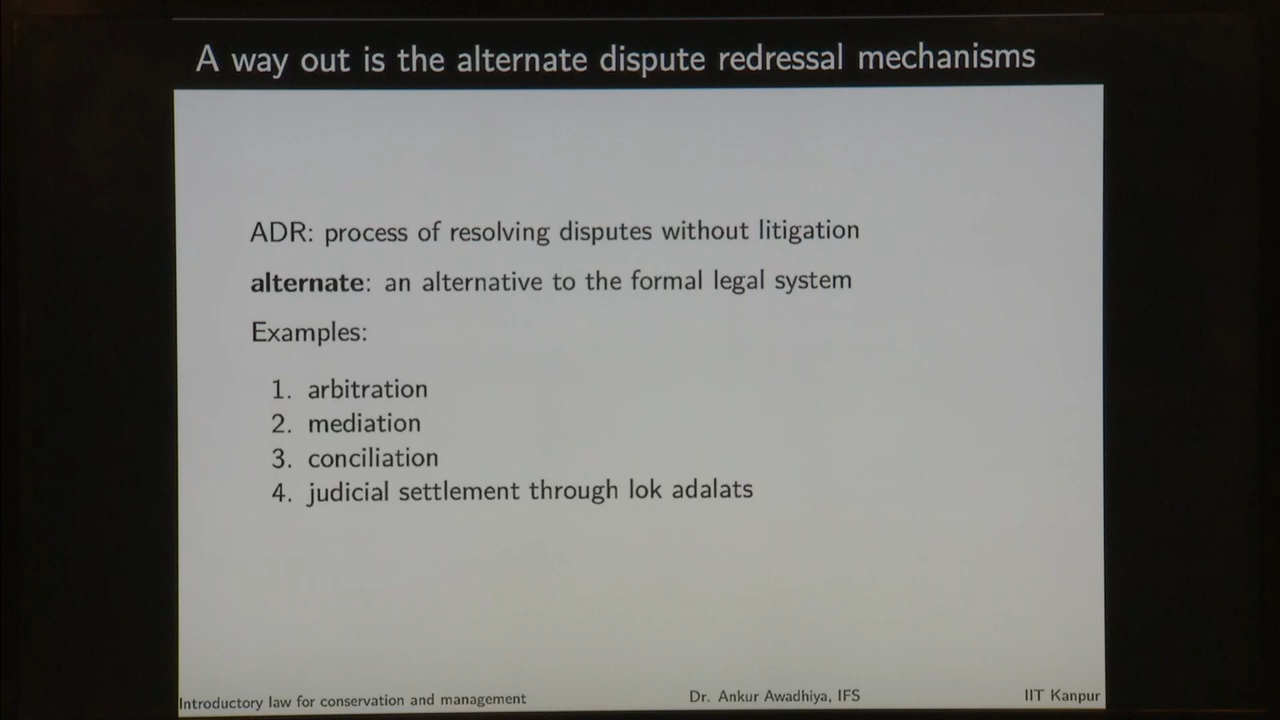 A way out is the alternate dispute redressal mechanisms
ADR: process of resolving disputes without litigation
alternate: an alternative to the formal legal system
Examples:
1. arbitration
2. mediation
3. conciliation
4. judicial settlement through lok adalats
Introductory law for conservation and management Dr. Ankur Awadhiya, IFS IIT Kanpur